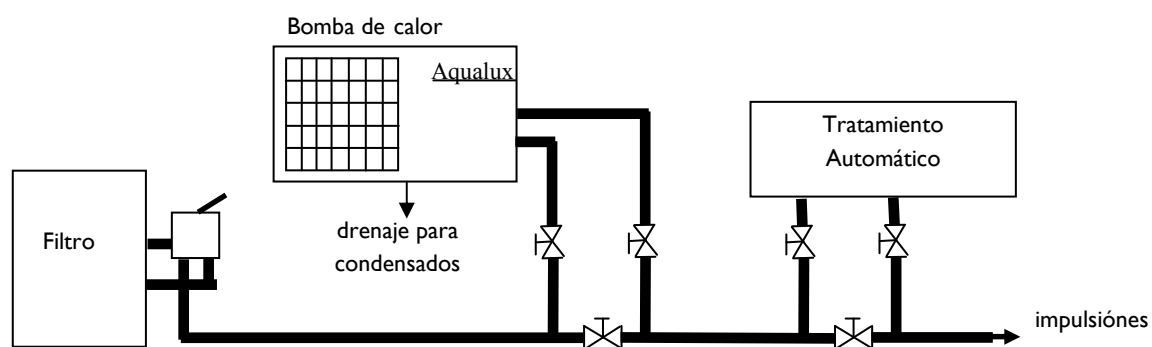 Bomba de calor
Aqualux
Tratamiento
Automático
Filtro
drenaje para
condensados
impulsiónes